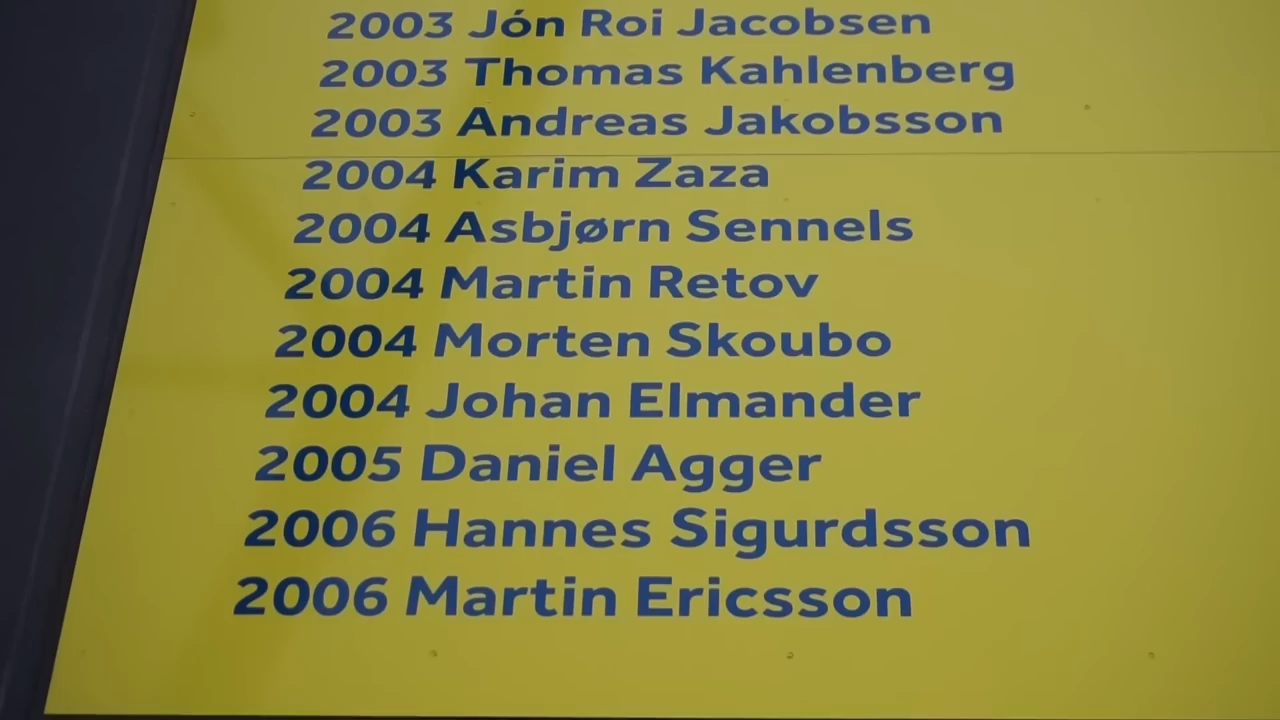 2003 Jón Roi Jacobsen
2003 Thomas Kahlenberg
2003 Andreas Jakobsson
2004 Karim Zaza
2004 Asbjørn Sennels
2004 Martin Retov
2004 Morten Skoubo
2004 Johan Elmander
2005 Daniel Agger
2006 Hannes Sigurdsson
2006 Martin Ericsson